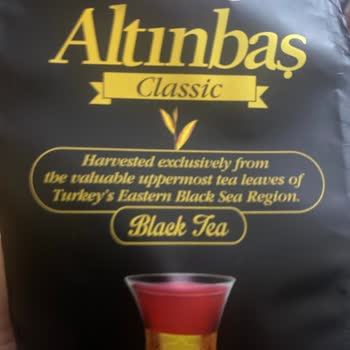 Altınbaş
Classic
Harvested exclusively from
the valuable uppermost tea leaves of
Turkey's Eastern Black Sea Region.
Black Tea